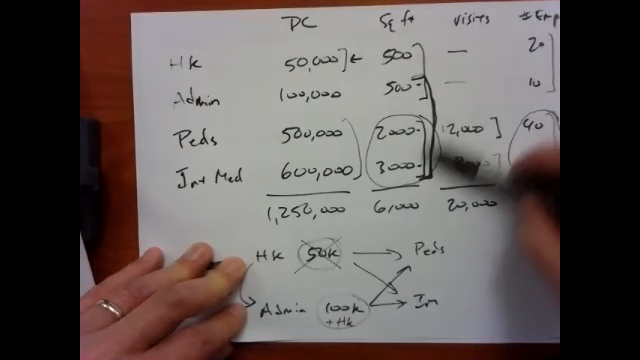 DC Sq ft Visits # Emp
HK 50,000 500 — 20
Admin 100,000 500 — 10
Peds 500,000 2000 12,000 40
Int Med 600,000 3000
1,250,000 6,000 20,000
HK 50K Peds
Admin 100K Im
+ HK